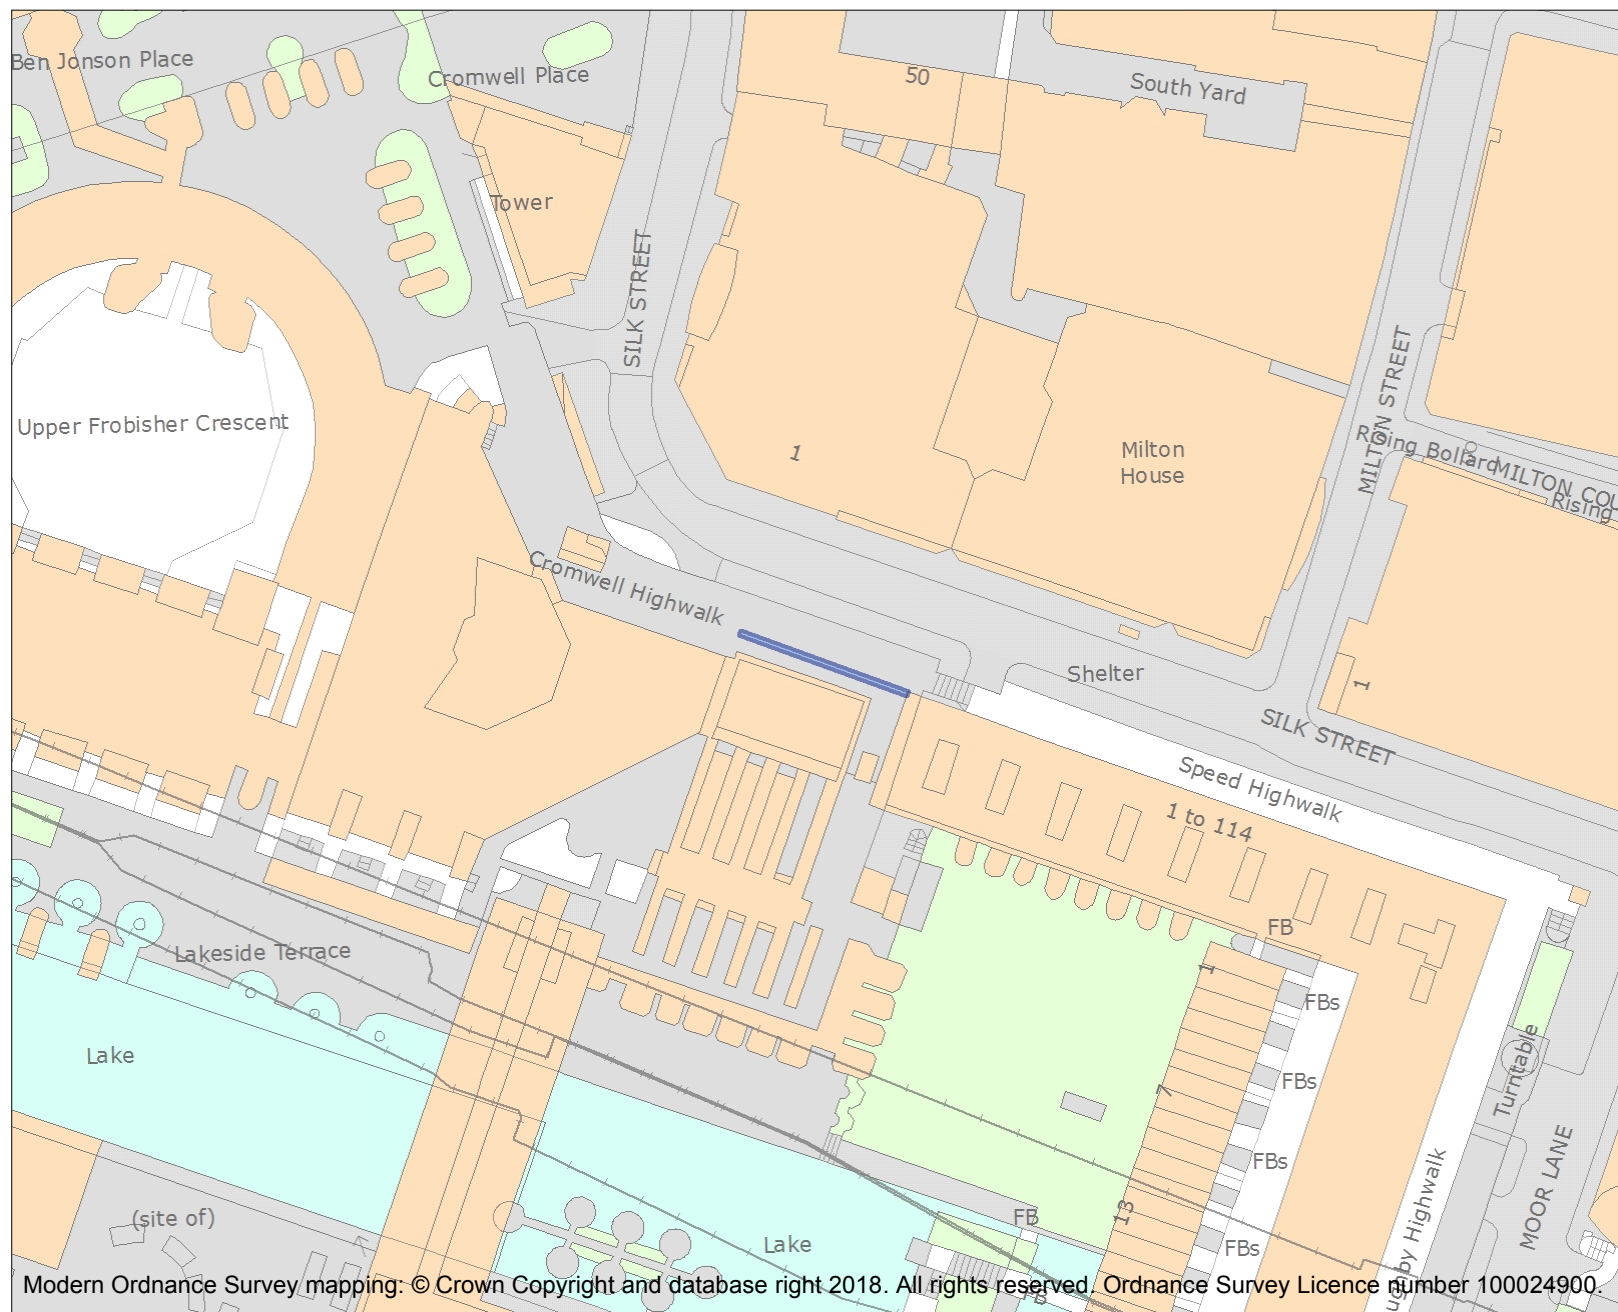 Ben Jonson Place
Cromwell Place
50
South Yard
Tower
SILK STREET
MILTON STREET
Upper Frobisher Crescent
1
Milton
House
Rising Bollard
MILTON COU
Rising
Cromwell Highwalk
Shelter
1
SILK STREET
Speed Highwalk
1 to 114
FB
Lakeside Terrace
1
FBs
Lake
Turntable
FBs
7
MOOR LANE
FBs
(site of)
13
FB
Lake
FBs
by Highwalk
Modern Ordnance Survey mapping: © Crown Copyright and database right 2018. All rights reserved. Ordnance Survey Licence number 100024900.